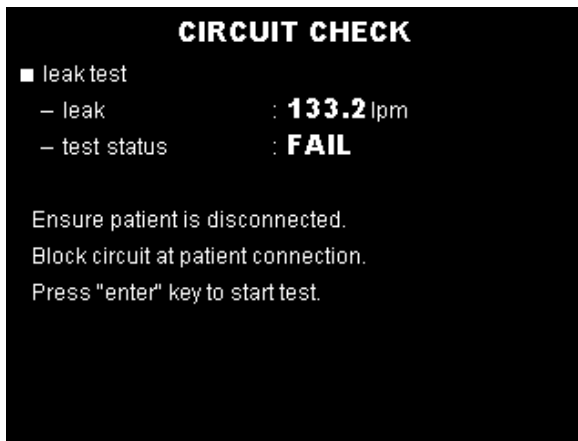 CIRCUIT CHECK
■ leak test
– leak : 133.2 lpm
– test status : FAIL
Ensure patient is disconnected.
Block circuit at patient connection.
Press "enter" key to start test.